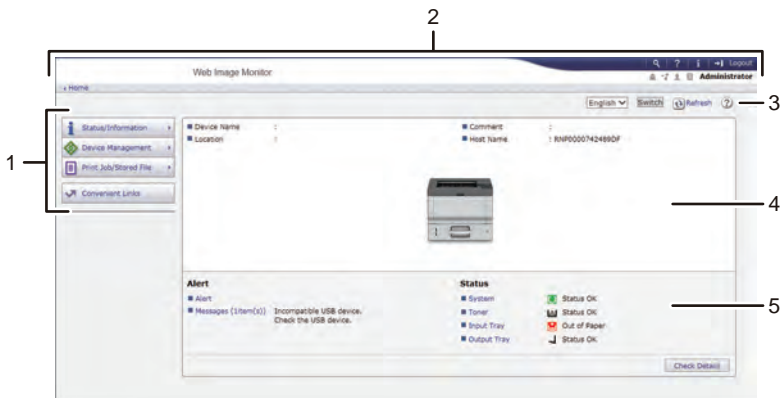 2
Logout
Web Image Monitor
Administrator
Home
English Switch Refresh ? 3
1
Status/Information
Device Management
Print Job/Stored File
Convenient Links
Device Name : Comment :
Location : Host Name : RNP0000742489DF
4
Alert Status
Alert System Status OK
Messages (1item(s)) Incompatible USB device. Toner Status OK
Check the USB device. Input Tray Out of Paper
Output Tray Status OK
5
Check Details